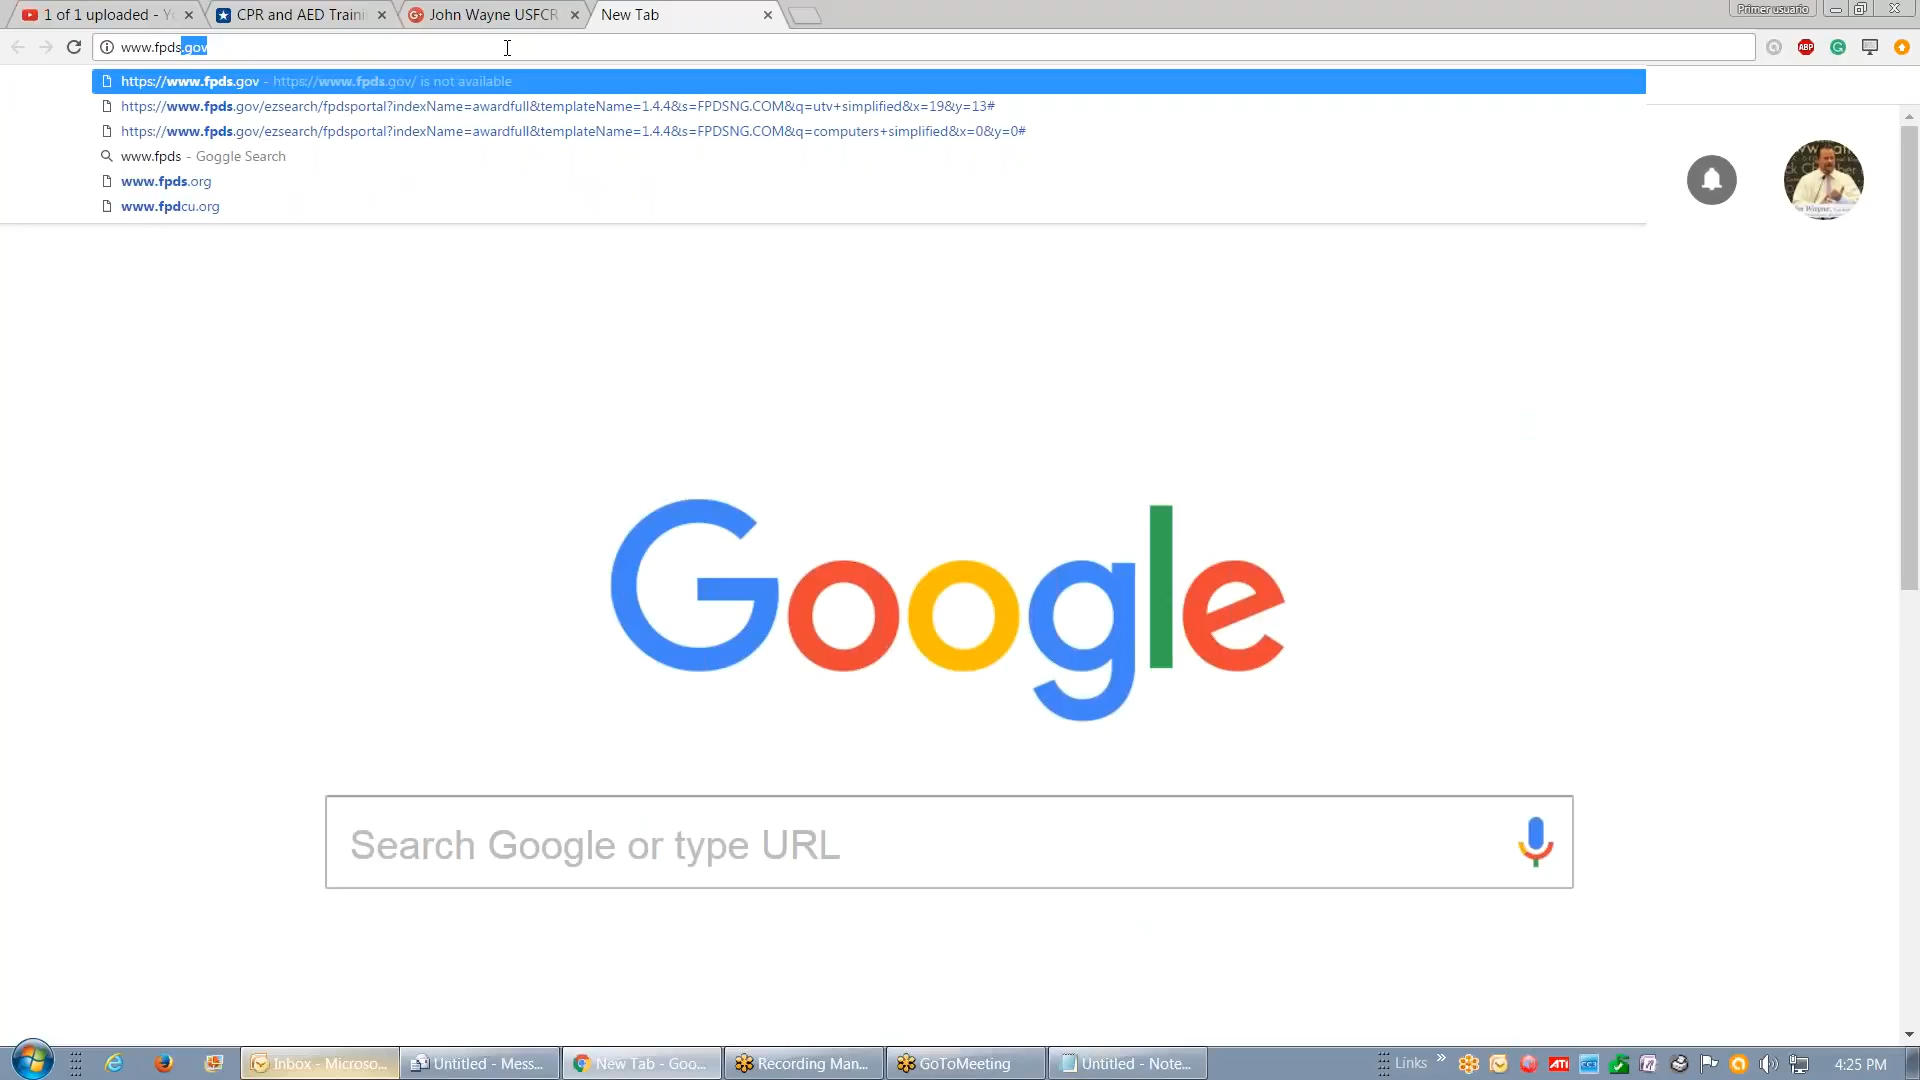 1 of 1 uploaded - Yo
CPR and AED Traini
John Wayne USFCR
New Tab
Primer usuario
www.fpds.gov
ABP
https://www.fpds.gov - https://www.fpds.gov/ is not available
https://www.fpds.gov/ezsearch/fpdsportal?indexName=awardfull&templateName=1.4.4&s=FPDSNG.COM&q=utv+simplified&x=19&y=13#
https://www.fpds.gov/ezsearch/fpdsportal?indexName=awardfull&templateName=1.4.4&s=FPDSNG.COM&q=computers+simplified&x=0&y=0#
www.fpds - Goggle Search
www.fpds.org
www.fpdcu.org
Google
Search Google or type URL
Inbox - Microso...
Untitled - Mess...
New Tab - Goo...
Recording Man...
GoToMeeting
Untitled - Note...
Links
»
ATI
4:25 PM